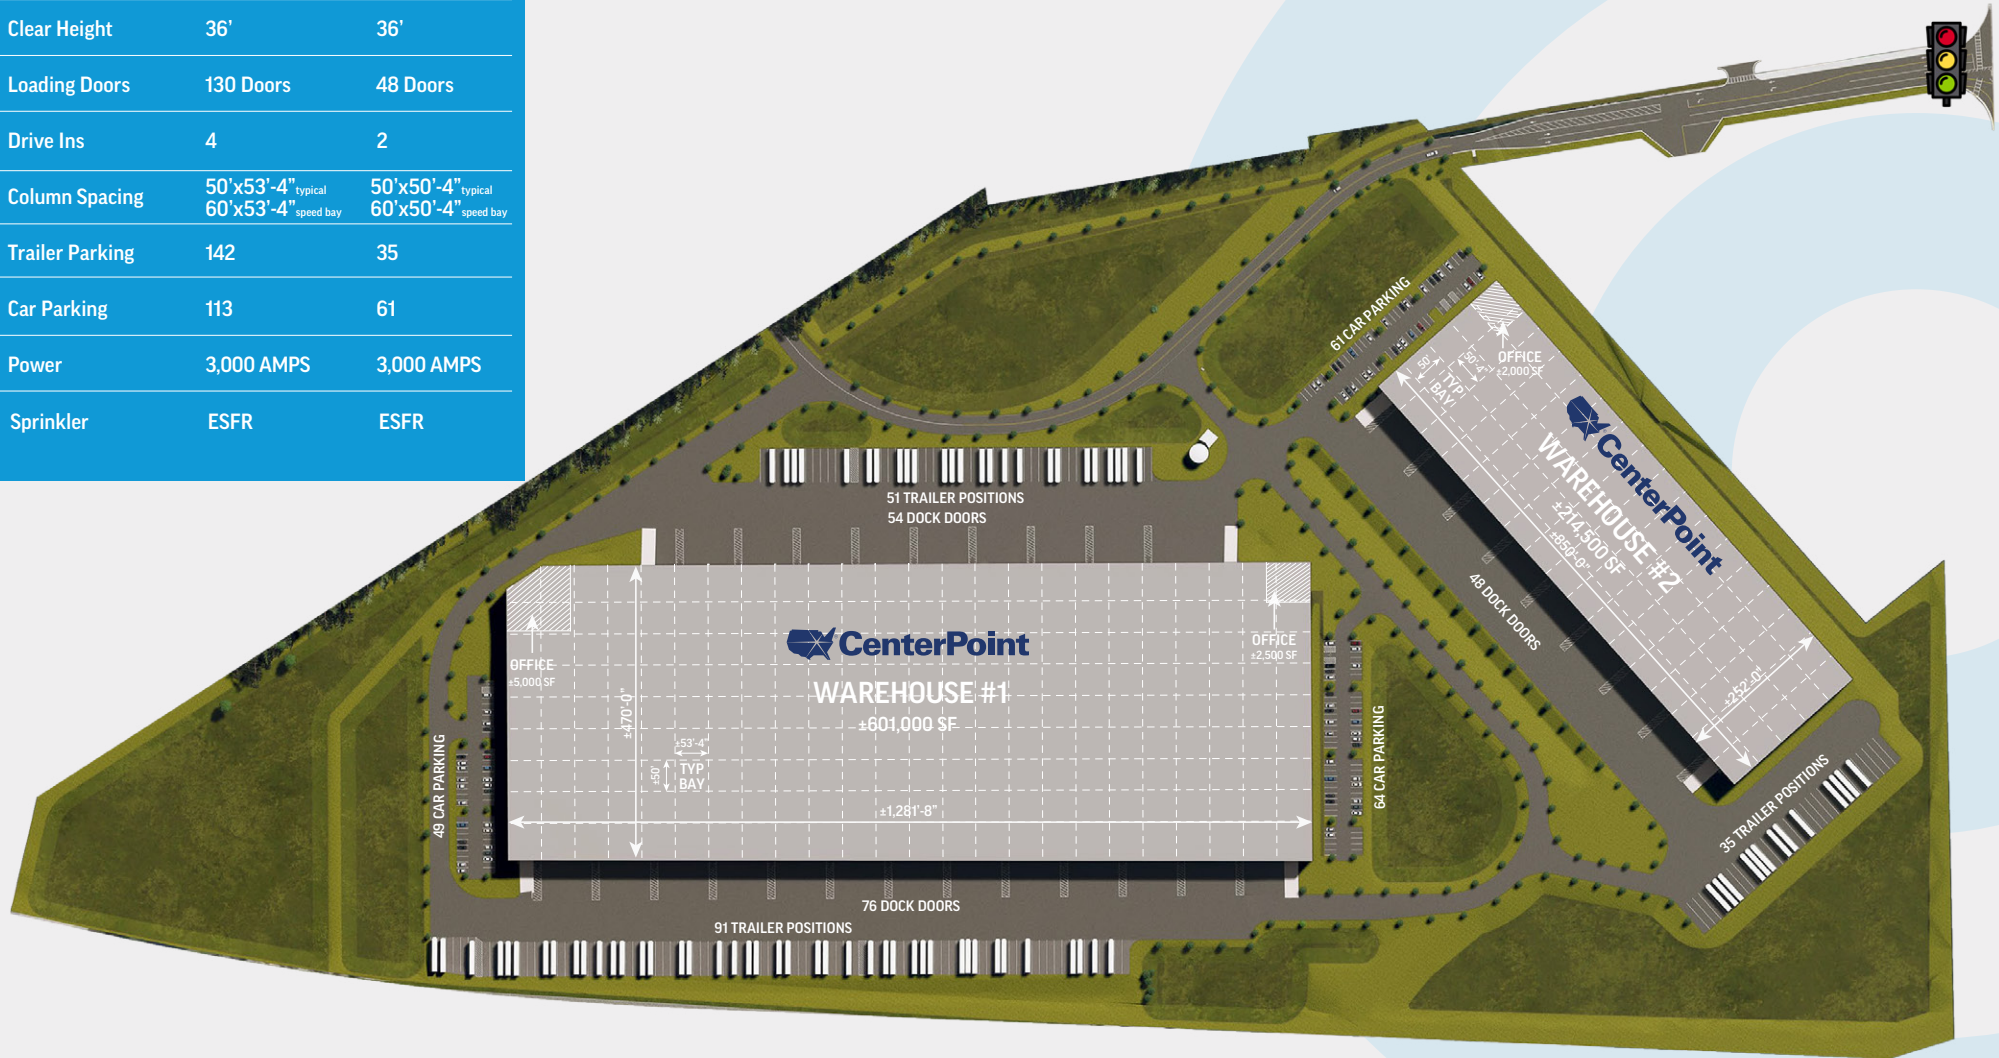 Clear Height 36’ 36’
Loading Doors 130 Doors 48 Doors
Drive Ins 4 2
Column Spacing 50’x53’-4” typical 50’x50’-4” typical
60’x53’-4” speed bay 60’x50’-4” speed bay
Trailer Parking 142 35
Car Parking 113 61
Power 3,000 AMPS 3,000 AMPS
Sprinkler ESFR ESFR
61 CAR PARKING
OFFICE
±2,000 SF
50'
50'-4"
TYP
BAY
CenterPoint
WAREHOUSE #2
±214,500 SF
±850'-0"
±252'-0"
48 DOCK DOORS
35 TRAILER POSITIONS
51 TRAILER POSITIONS
54 DOCK DOORS
OFFICE
±5,000 SF
OFFICE
±2,500 SF
CenterPoint
WAREHOUSE #1
±601,000 SF
±470'-0"
±53'-4"
±50'
TYP
BAY
±1,281'-8"
49 CAR PARKING
64 CAR PARKING
76 DOCK DOORS
91 TRAILER POSITIONS